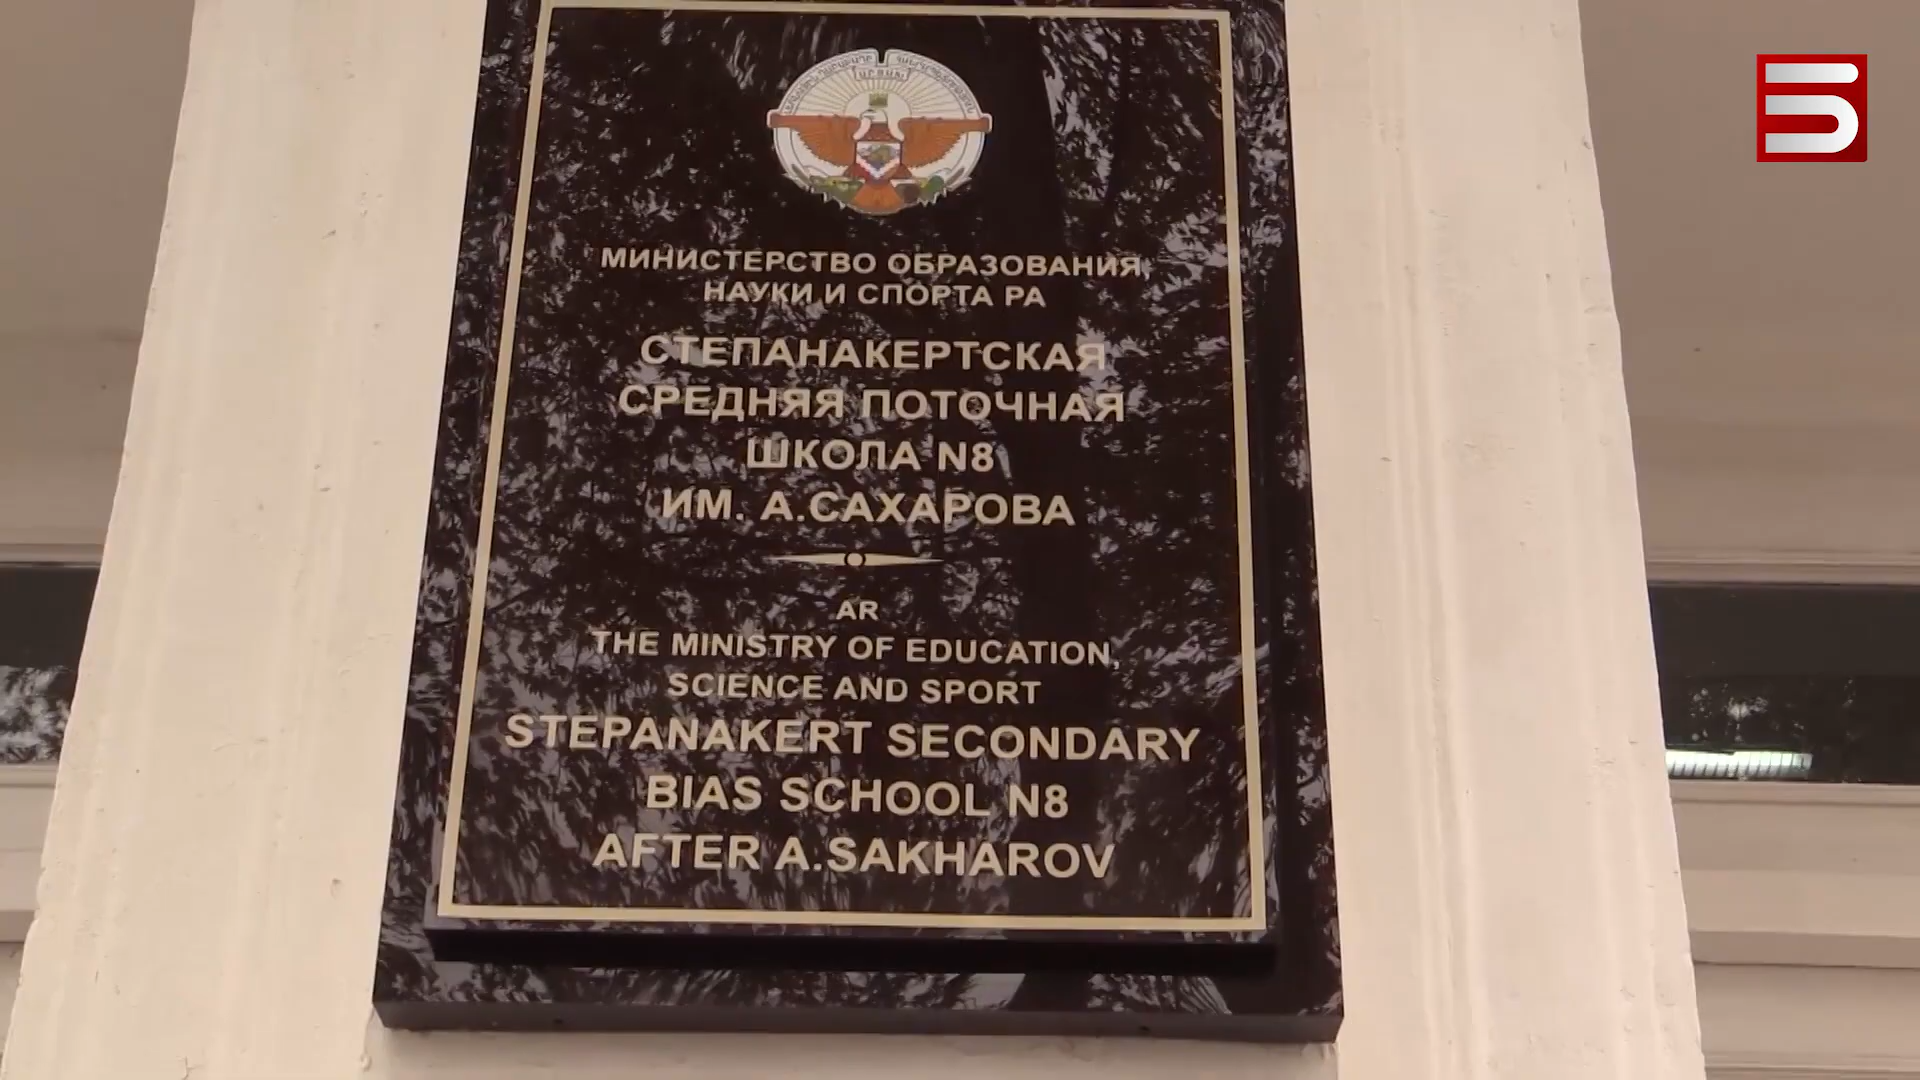 ԱՐՑԱԽ
МИНИСТЕРСТВО ОБРАЗОВАНИЯ,
НАУКИ И СПОРТА РА
СТЕПАНАКЕРТСКАЯ
СРЕДНЯЯ ПОТОЧНАЯ
ШКОЛА N8
ИМ. А.САХАРОВА
AR
THE MINISTRY OF EDUCATION,
SCIENCE AND SPORT
STEPANAKERT SECONDARY
BIAS SCHOOL N8
AFTER A.SAKHAROV